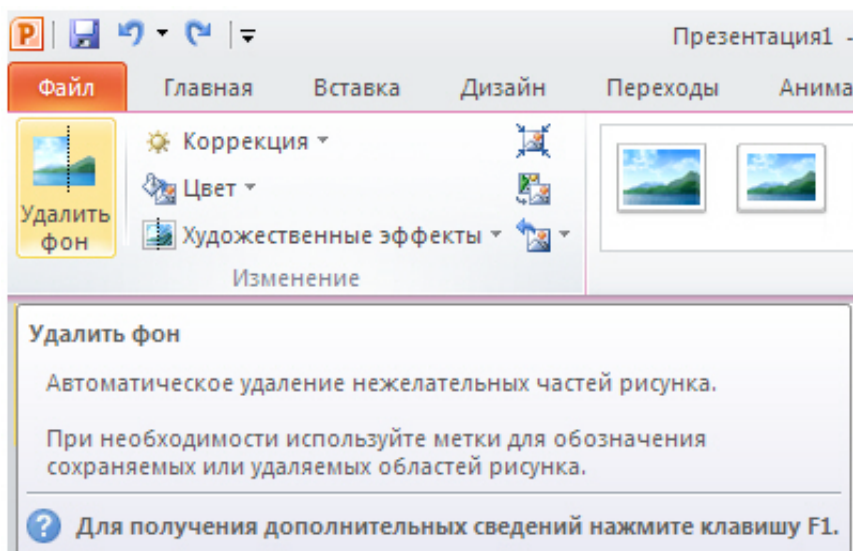 Презентация1 -
Файл Главная Вставка Дизайн Переходы Анима
Удалить фон
Коррекция
Цвет
Художественные эффекты
Изменение
Удалить фон
Автоматическое удаление нежелательных частей рисунка.
При необходимости используйте метки для обозначения
сохраняемых или удаляемых областей рисунка.
Для получения дополнительных сведений нажмите клавишу F1.